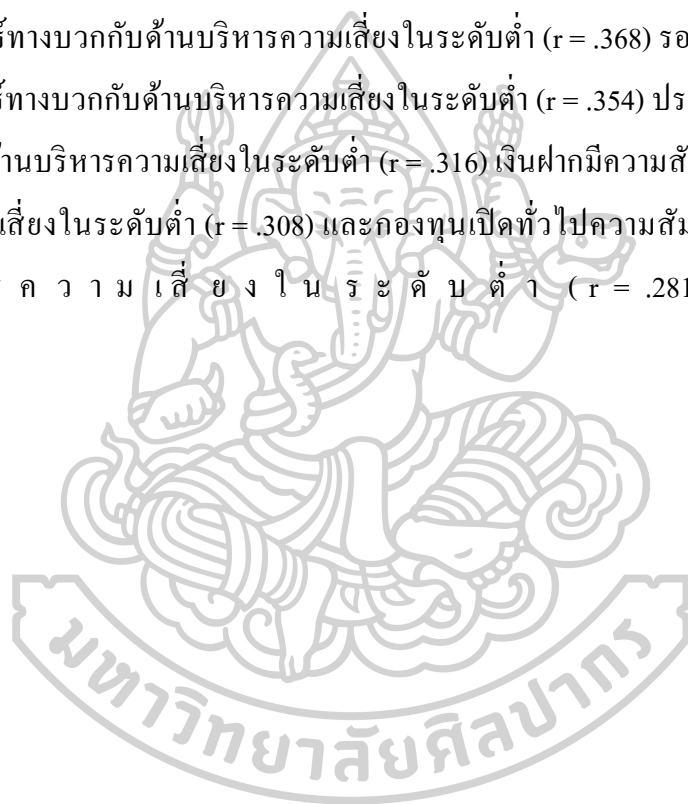 ร์ทางบวกกับด้านบริหารความเสี่ยงในระดับต่ำ (r = .368) รอ
ร์ทางบวกกับด้านบริหารความเสี่ยงในระดับต่ำ (r = .354) ประ
้านบริหารความเสี่ยงในระดับต่ำ (r = .316) เงินฝากมีความสั
เสี่ยงในระดับต่ำ (r = .308) และกองทุนเปิดทั่วไปความสัม
ค ว า ม เ สี่ ย ง ใ น ร ะ ดั บ ต่ำ ( r = .281
มหาวิทยาลัยศิลปากร